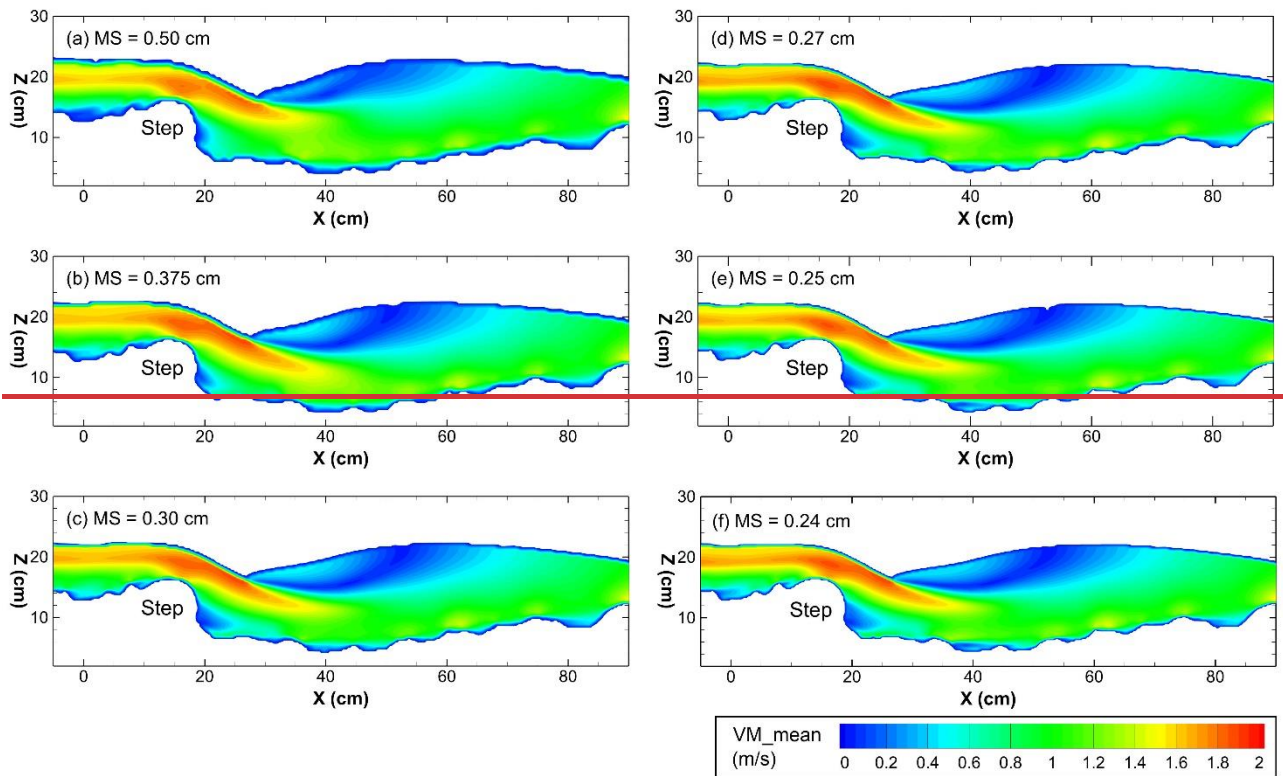 30
(a) MS = 0.50 cm
20
Z (cm)
Step
10
0 20 40 60 80
X (cm)
30
(d) MS = 0.27 cm
20
Z (cm)
Step
10
0 20 40 60 80
X (cm)
30
(b) MS = 0.375 cm
20
Z (cm)
Step
10
0 20 40 60 80
X (cm)
30
(e) MS = 0.25 cm
20
Z (cm)
Step
10
0 20 40 60 80
X (cm)
30
(c) MS = 0.30 cm
20
Z (cm)
Step
10
0 20 40 60 80
X (cm)
30
(f) MS = 0.24 cm
20
Z (cm)
Step
10
0 20 40 60 80
X (cm)
VM_mean
(m/s)
0 0.2 0.4 0.6 0.8 1 1.2 1.4 1.6 1.8 2